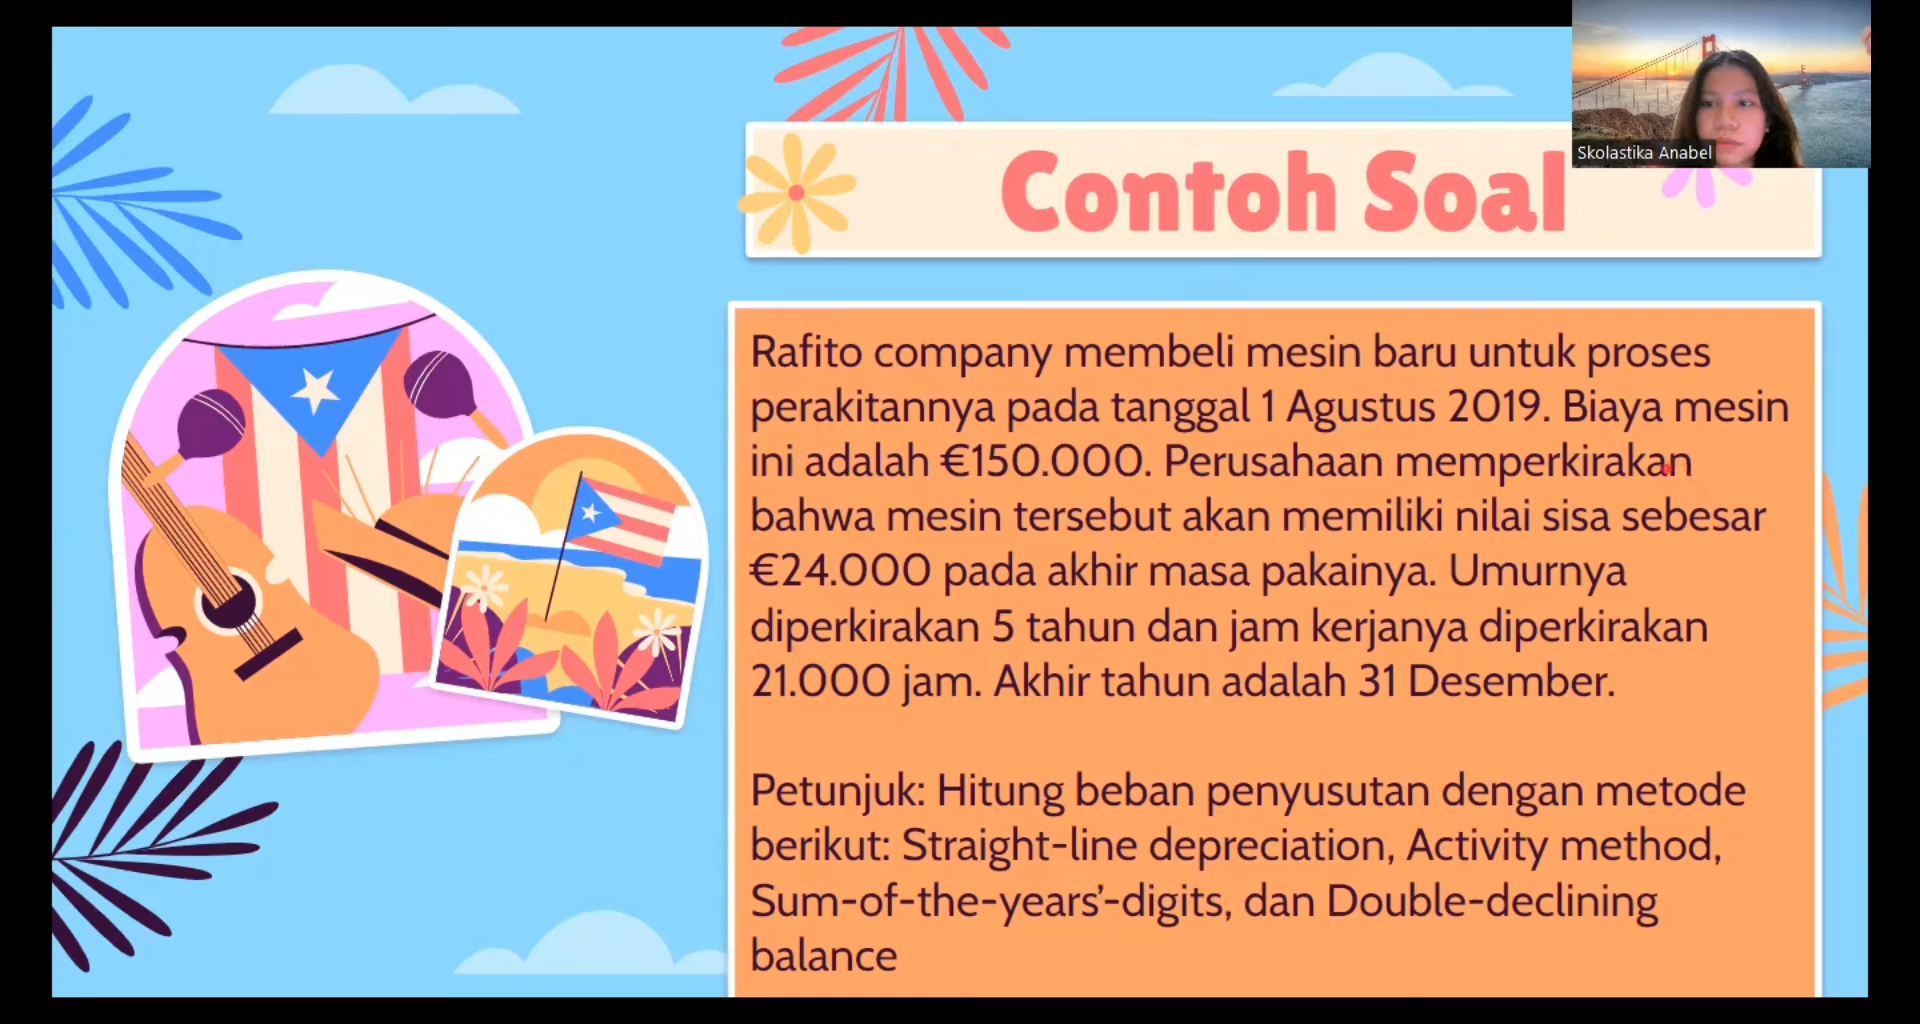 Skolastika Anabel
Contoh Soal
Rafito company membeli mesin baru untuk proses
perakitannya pada tanggal 1 Agustus 2019. Biaya mesin
ini adalah €150.000. Perusahaan memperkirakan
bahwa mesin tersebut akan memiliki nilai sisa sebesar
€24.000 pada akhir masa pakainya. Umurnya
diperkirakan 5 tahun dan jam kerjanya diperkirakan
21.000 jam. Akhir tahun adalah 31 Desember.
Petunjuk: Hitung beban penyusutan dengan metode
berikut: Straight-line depreciation, Activity method,
Sum-of-the-years’-digits, dan Double-declining
balance